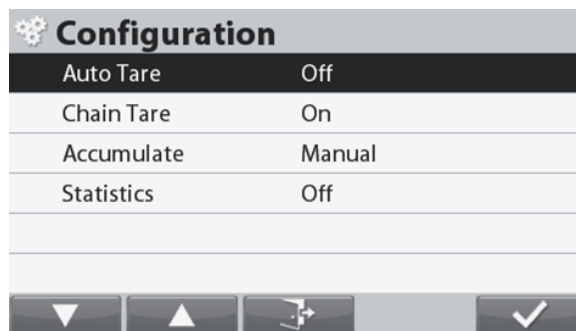 Configuration
Auto Tare Off
Chain Tare On
Accumulate Manual
Statistics Off